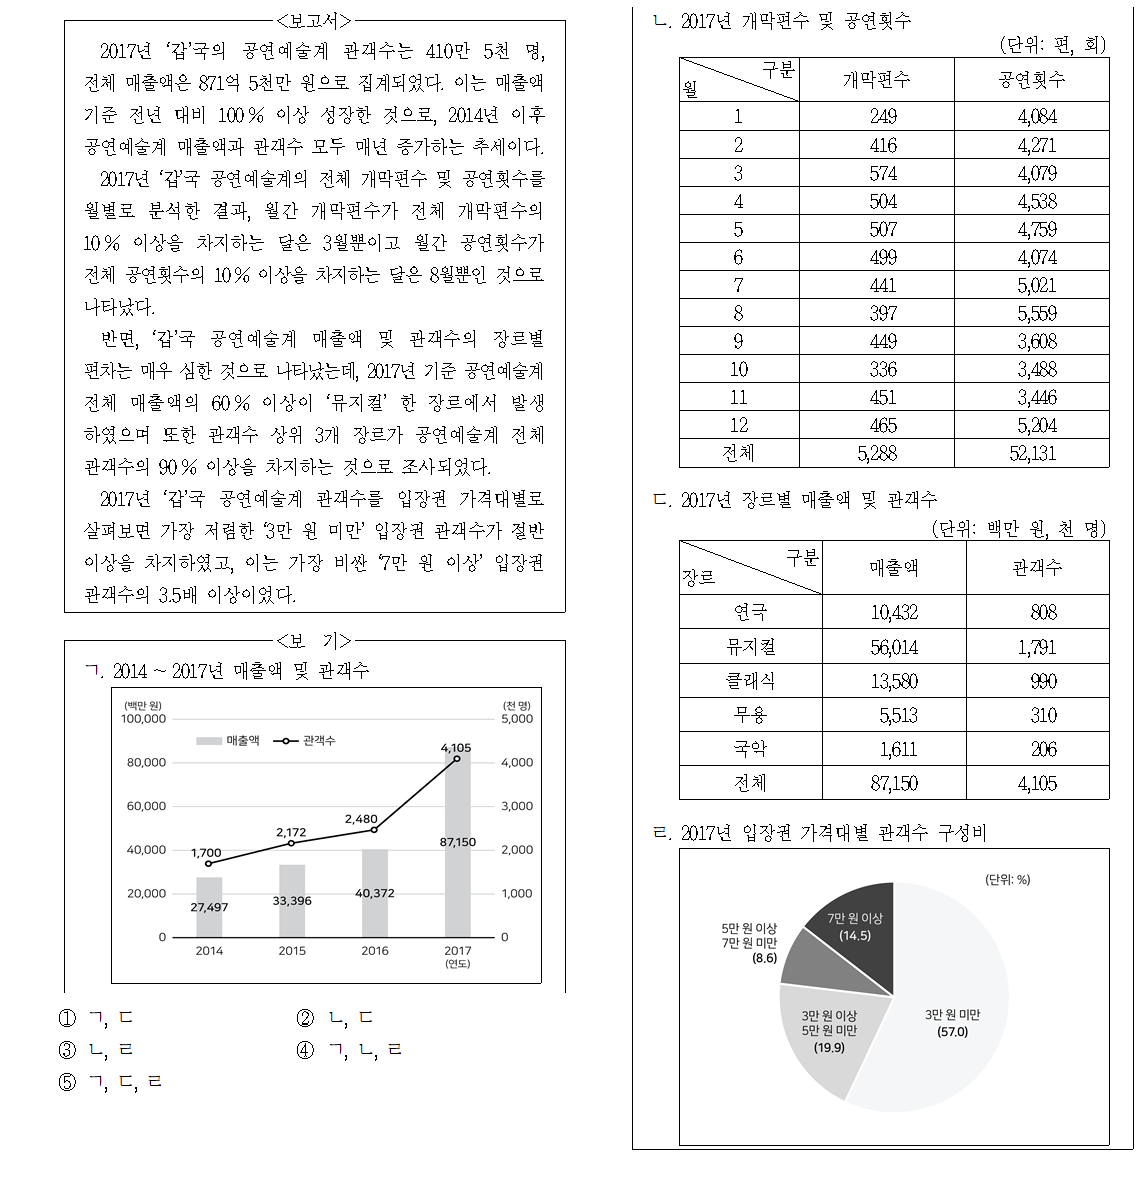 <보고서>
2017년 ‘갑’국의 공연예술계 관객수는 410만 5천 명,
전체 매출액은 871억 5천만 원으로 집계되었다. 이는 매출액
기준 전년 대비 100% 이상 성장한 것으로, 2014년 이후
공연예술계 매출액과 관객수 모두 매년 증가하는 추세이다.
2017년 ‘갑’국 공연예술계의 전체 개막편수 및 공연횟수를
월별로 분석한 결과, 월간 개막편수가 전체 개막편수의
10% 이상을 차지하는 달은 3월뿐이고 월간 공연횟수가
전체 공연횟수의 10% 이상을 차지하는 달은 8월뿐인 것으로
나타났다.
반면, ‘갑’국 공연예술계 매출액 및 관객수의 장르별
편차는 매우 심한 것으로 나타났는데, 2017년 기준 공연예술계
전체 매출액의 60% 이상이 ‘뮤지컬’ 한 장르에서 발생
하였으며 또한 관객수 상위 3개 장르가 공연예술계 전체
관객수의 90% 이상을 차지하는 것으로 조사되었다.
2017년 ‘갑’국 공연예술계 관객수를 입장권 가격대별로
살펴보면 가장 저렴한 ‘3만 원 미만’ 입장권 관객수가 절반
이상을 차지하였고, 이는 가장 비싼 ‘7만 원 이상’ 입장권
관객수의 3.5배 이상이었다.
<보 기>
ㄱ. 2014 ~ 2017년 매출액 및 관객수
(백만 원) (천 명)
100,000 5,000
매출액 관객수
4,105
80,000 4,000
60,000 3,000
2,480
2,172
87,150
40,000 2,000
1,700
40,372
33,396
27,497
20,000 1,000
0 0
2014 2015 2016 2017
(연도)
① ㄱ, ㄷ ② ㄴ, ㄷ
③ ㄴ, ㄹ ④ ㄱ, ㄴ, ㄹ
⑤ ㄱ, ㄷ, ㄹ
ㄴ. 2017년 개막편수 및 공연횟수
(단위: 편, 회)
구분
월 개막편수 공연횟수
1 249 4,084
2 416 4,271
3 574 4,079
4 504 4,538
5 507 4,759
6 499 4,074
7 441 5,021
8 397 5,559
9 449 3,608
10 336 3,488
11 451 3,446
12 465 5,204
전체 5,288 52,131
ㄷ. 2017년 장르별 매출액 및 관객수
(단위: 백만 원, 천 명)
구분
장르 매출액 관객수
연극 10,432 808
뮤지컬 56,014 1,791
클래식 13,580 990
무용 5,513 310
국악 1,611 206
전체 87,150 4,105
ㄹ. 2017년 입장권 가격대별 관객수 구성비
(단위: %)
7만 원 이상
(14.5)
5만 원 이상
7만 원 미만
(8.6)
3만 원 이상
5만 원 미만
(19.9)
3만 원 미만
(57.0)